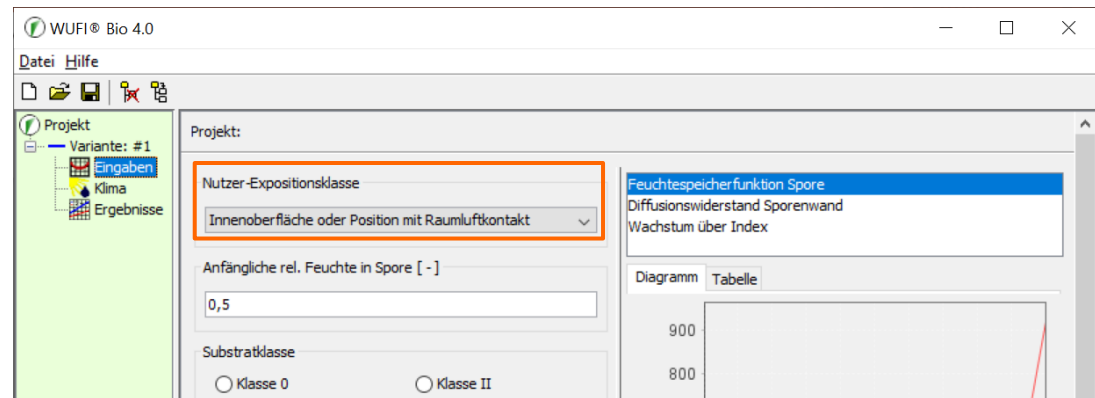 WUFI® Bio 4.0
Datei Hilfe
Projekt
Variante: #1
Eingaben
Klima
Ergebnisse
Projekt:
Nutzer-Expositionsklasse
Innenoberfläche oder Position mit Raumluftkontakt
Anfängliche rel. Feuchte in Spore [ - ]
0,5
Substratklasse
Klasse 0 Klasse II
Feuchtespeicherfunktion Spore
Diffusionswiderstand Sporenwand
Wachstum über Index
Diagramm Tabelle
900
800